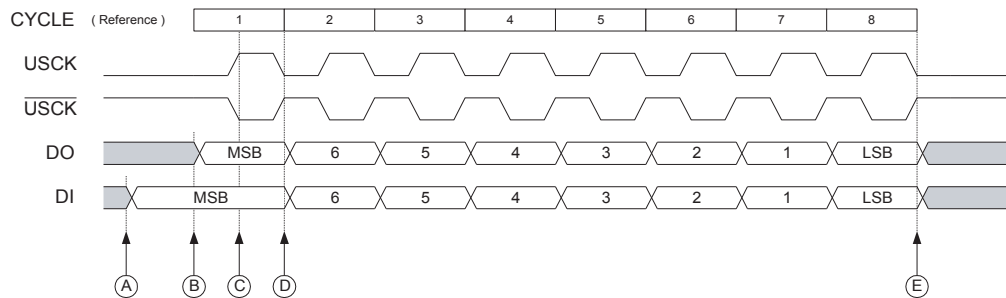 CYCLE ( Reference ) 1 2 3 4 5 6 7 8
USCK
USCK
DO MSB 6 5 4 3 2 1 LSB
DI MSB 6 5 4 3 2 1 LSB
A B C D E